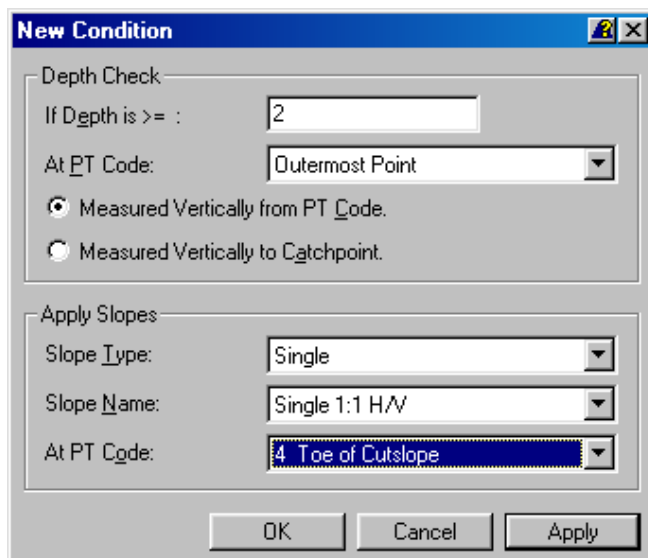 New Condition
Depth Check
If Depth is >= : 2
At PT Code: Outermost Point
Measured Vertically from PT Code.
Measured Vertically to Catchpoint.
Apply Slopes
Slope Type: Single
Slope Name: Single 1:1 H/V
At PT Code: 4 Toe of Cutslope
OK Cancel Apply